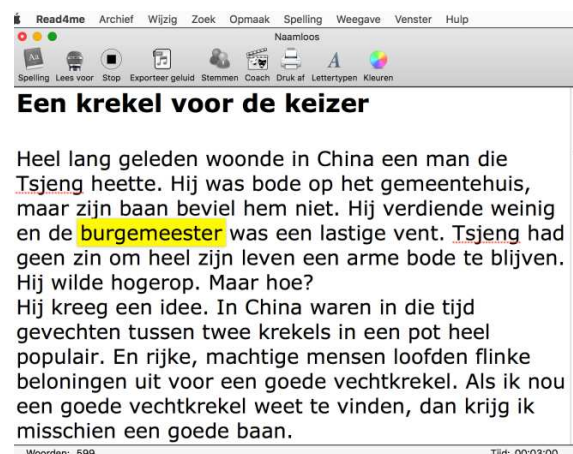 Read4me Archief Wijzig Zoek Opmaak Spelling Weegave Venster Hulp
Naamloos
Aa A
Spelling Lees voor Stop Exporteer geluid Stemmen Coach Druk af Lettertypen Kleuren
Een krekel voor de keizer
Heel lang geleden woonde in China een man die
Tsjeng heette. Hij was bode op het gemeentehuis,
maar zijn baan beviel hem niet. Hij verdiende weinig
en de burgemeester was een lastige vent. Tsjeng had
geen zin om heel zijn leven een arme bode te blijven.
Hij wilde hogerop. Maar hoe?
Hij kreeg een idee. In China waren in die tijd
gevechten tussen twee krekels in een pot heel
populair. En rijke, machtige mensen loofden flinke
beloningen uit voor een goede vechtkrekel. Als ik nou
een goede vechtkrekel weet te vinden, dan krijg ik
misschien een goede baan.
Woorden: 599 Tijd: 00:03:00